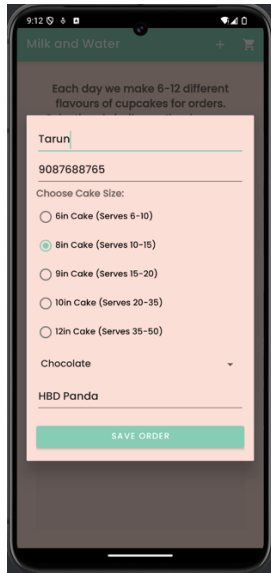 9:12
Milk and Water
Each day we make 6-12 different
flavours of cupcakes for orders.
Tarun
9087688765
Choose Cake Size:
6in Cake (Serves 6-10)
8in Cake (Serves 10-15)
9in Cake (Serves 15-20)
10in Cake (Serves 20-35)
12in Cake (Serves 35-50)
Chocolate
HBD Panda
SAVE ORDER